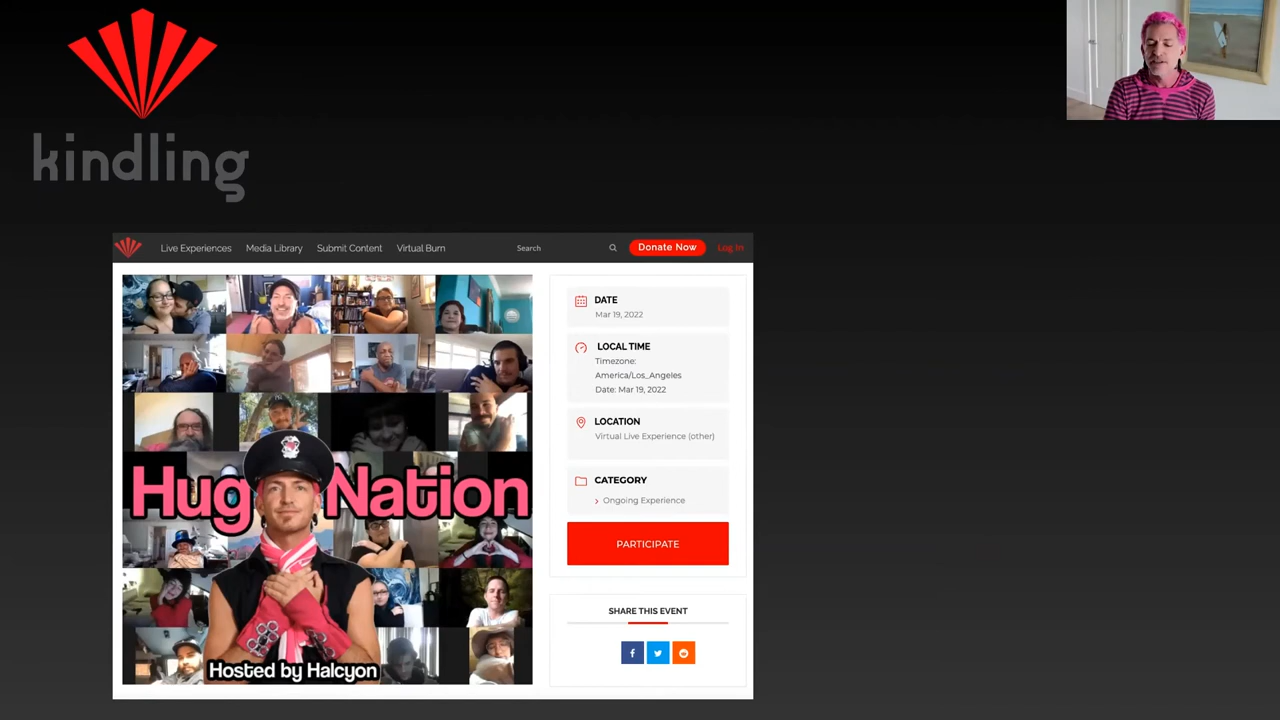 kindling
Live Experiences Media Library Submit Content Virtual Burn Search Donate Now Log In
Hug Nation
Hosted by Halcyon
DATE
Mar 19, 2022
LOCAL TIME
Timezone:
America/Los_Angeles
Date: Mar 19, 2022
LOCATION
Virtual Live Experience (other)
CATEGORY
Ongoing Experience
PARTICIPATE
SHARE THIS EVENT